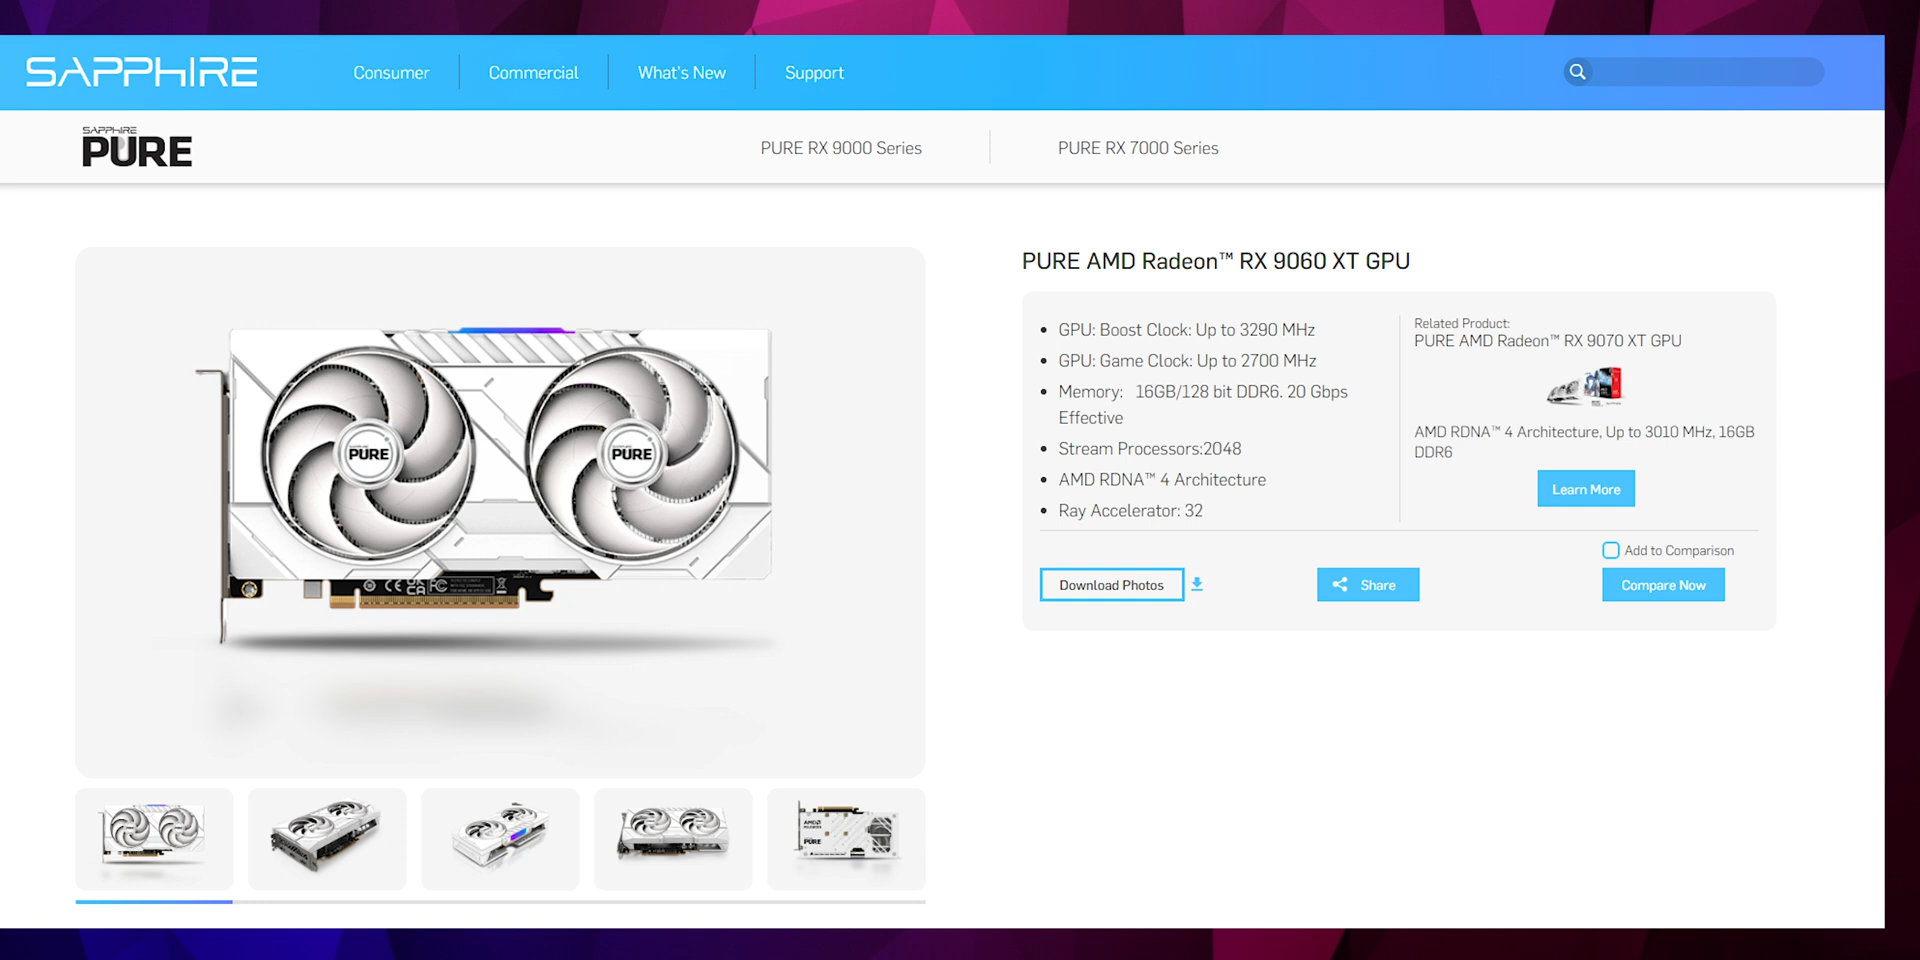 SAPPHIRE
Consumer
Commercial
What's New
Support
SAPPHIRE
PURE
PURE RX 9000 Series
PURE RX 7000 Series
PURE
PURE
CE
FC
PURE AMD Radeon™ RX 9060 XT GPU
GPU: Boost Clock: Up to 3290 MHz
GPU: Game Clock: Up to 2700 MHz
Memory: 16GB/128 bit DDR6. 20 Gbps
Effective
Stream Processors:2048
AMD RDNA™ 4 Architecture
Ray Accelerator: 32
Related Product:
PURE AMD Radeon™ RX 9070 XT GPU
AMD RDNA™ 4 Architecture, Up to 3010 MHz, 16GB
DDR6
Learn More
Add to Comparison
Download Photos
Share
Compare Now
AMD
PURE